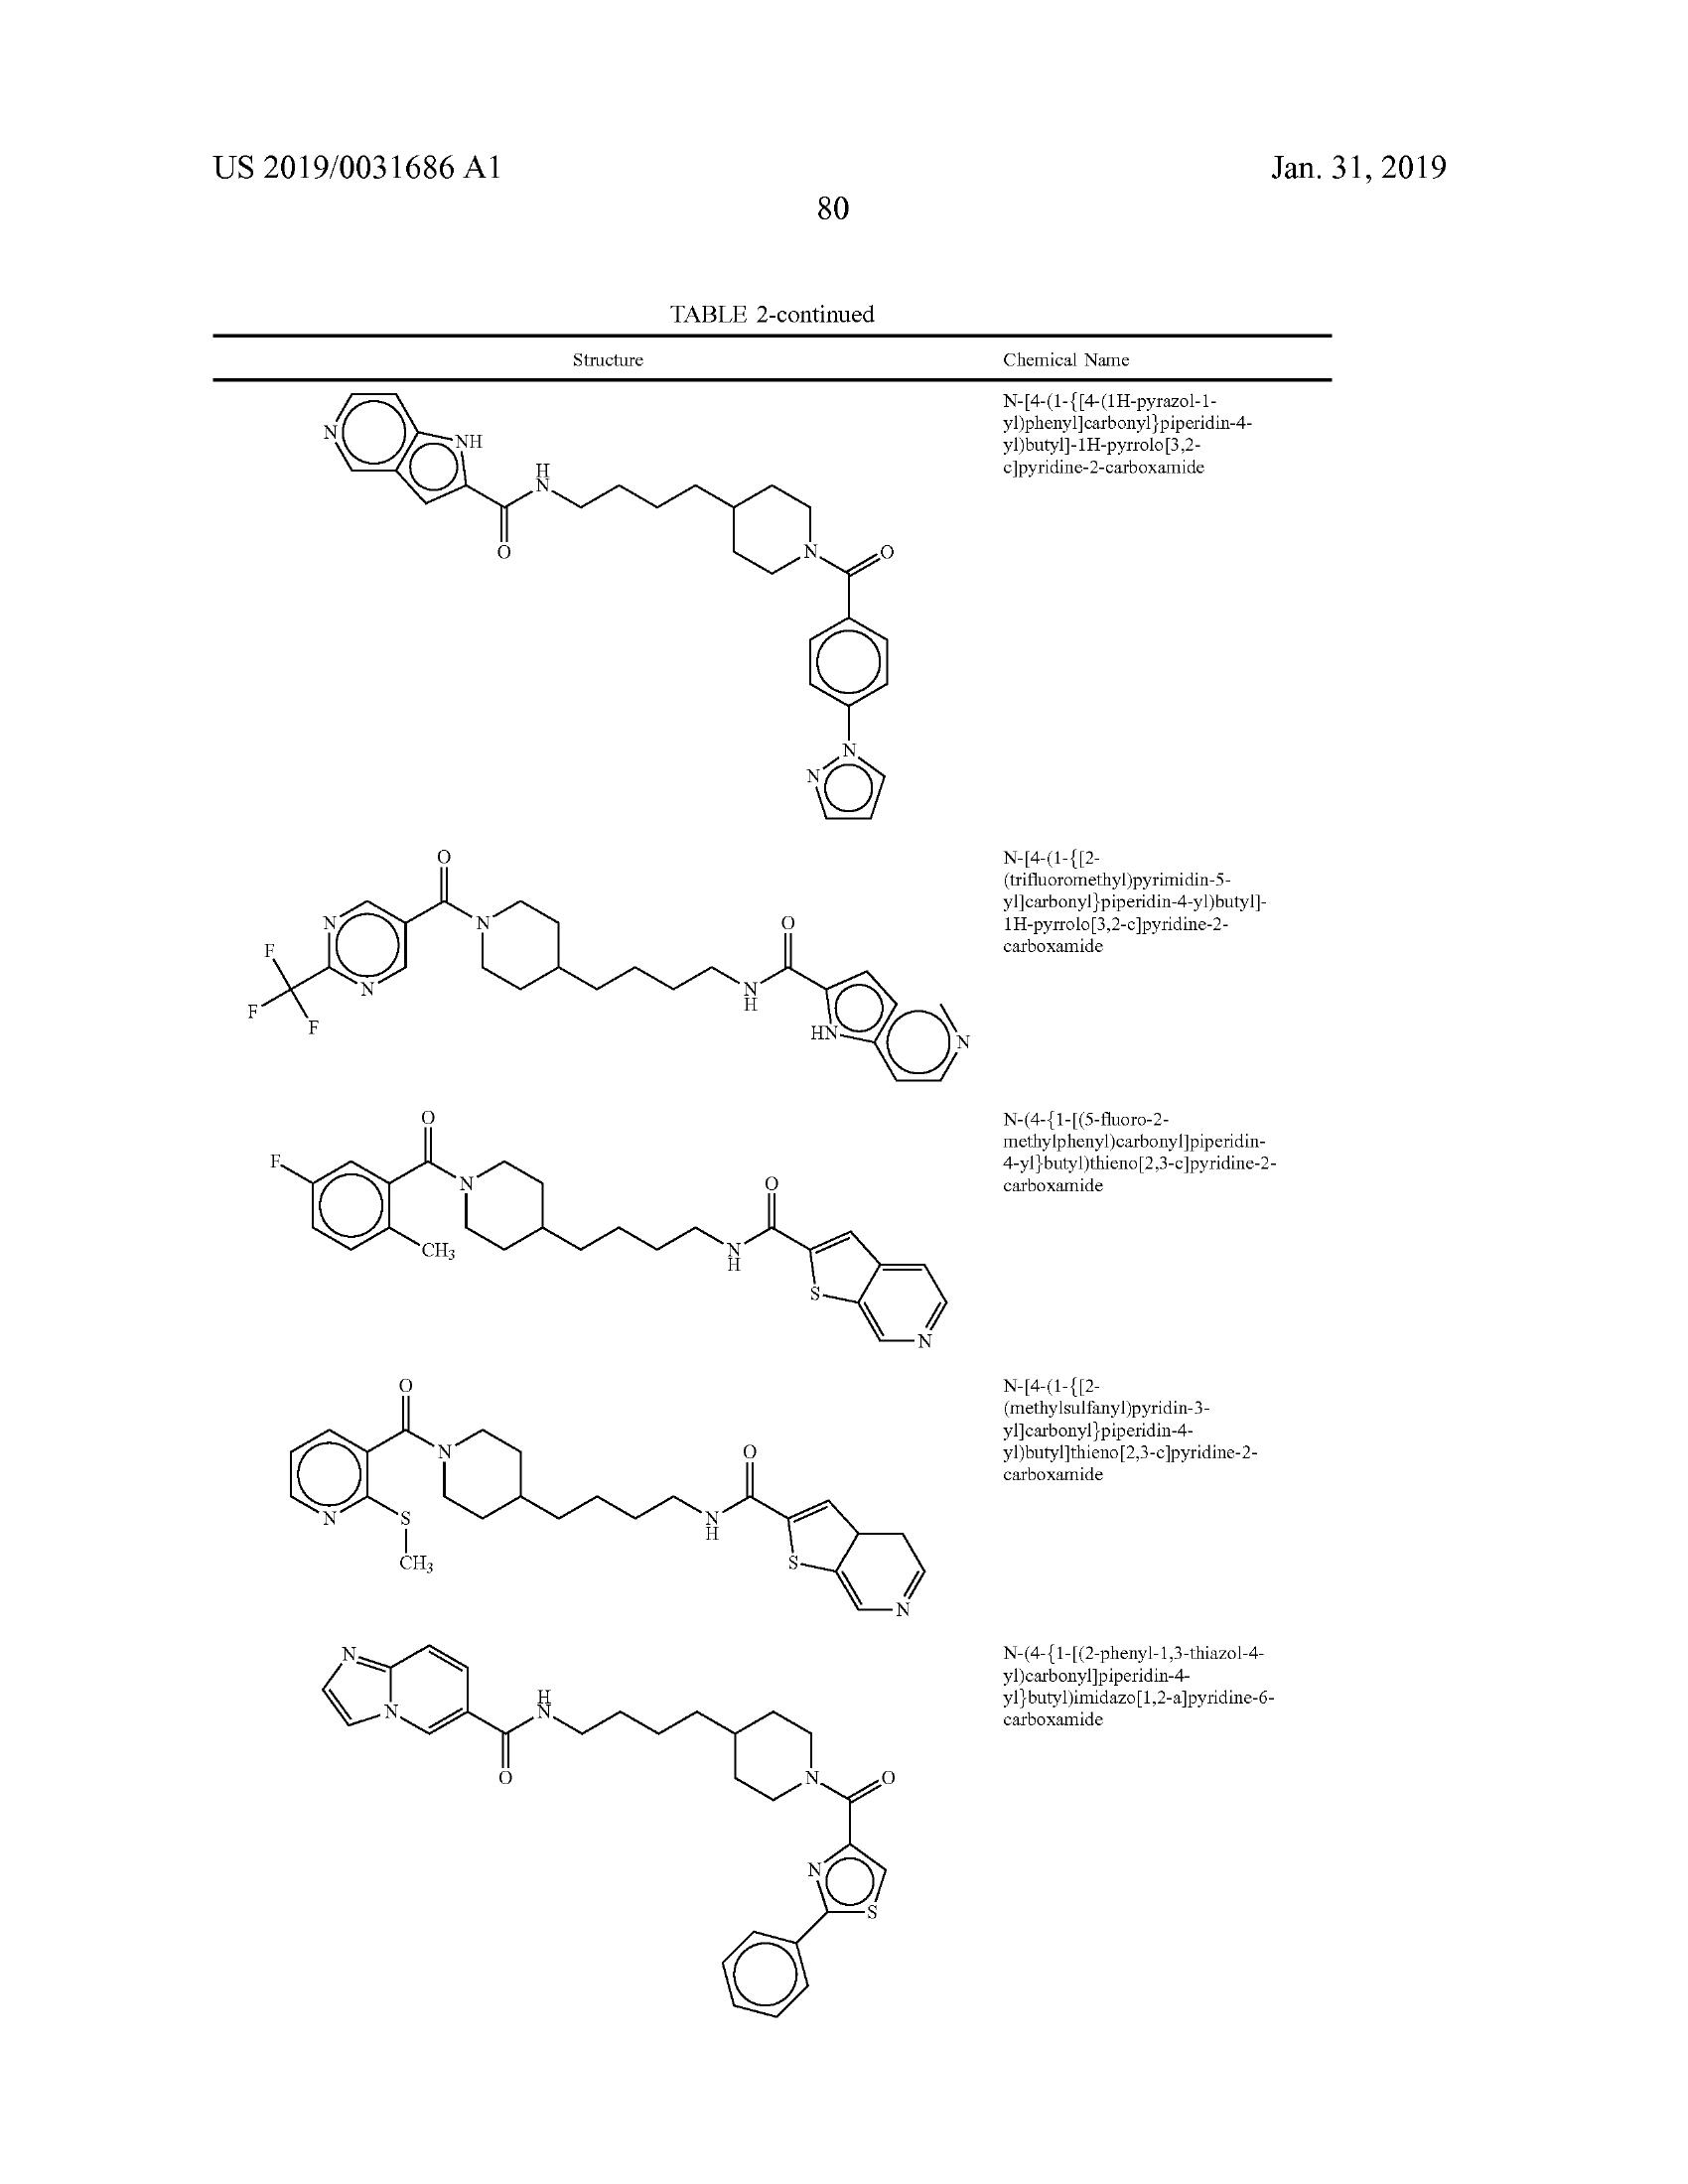 US 2019/0031686 A1
Jan. 31, 2019
80
TABLE 2-continued
Structure
Chemical Name
N
NH
H
N
O
N
O
N
N
N-[4-(1-{[4-(1H-pyrazol-1-
yl)phenyl]carbonyl}piperidin-4-
yl)butyl]-1H-pyrrolo[3,2-
c]pyridine-2-carboxamide
O
N
N
N
F
F
F
O
N
H
HN
N
N-[4-(1-{[2-
(trifluoromethyl)pyrimidin-5-
yl]carbonyl}piperidin-4-yl)butyl]-
1H-pyrrolo[3,2-c]pyridine-2-
carboxamide
O
F
N
CH3
O
N
H
S
N
N-(4-{1-[(5-fluoro-2-
methylphenyl)carbonyl]piperidin-
4-yl}butyl)thieno[2,3-c]pyridine-2-
carboxamide
O
N
N
S
CH3
O
N
H
S
N
N-[4-(1-{[2-
(methylsulfanyl)pyridin-3-
yl]carbonyl}piperidin-4-
yl)butyl]thieno[2,3-c]pyridine-2-
carboxamide
N
N
H
N
O
N
O
N
S
N-(4-{1-[(2-phenyl-1,3-thiazol-4-
yl)carbonyl]piperidin-4-
yl}butyl)imidazo[1,2-a]pyridine-6-
carboxamide